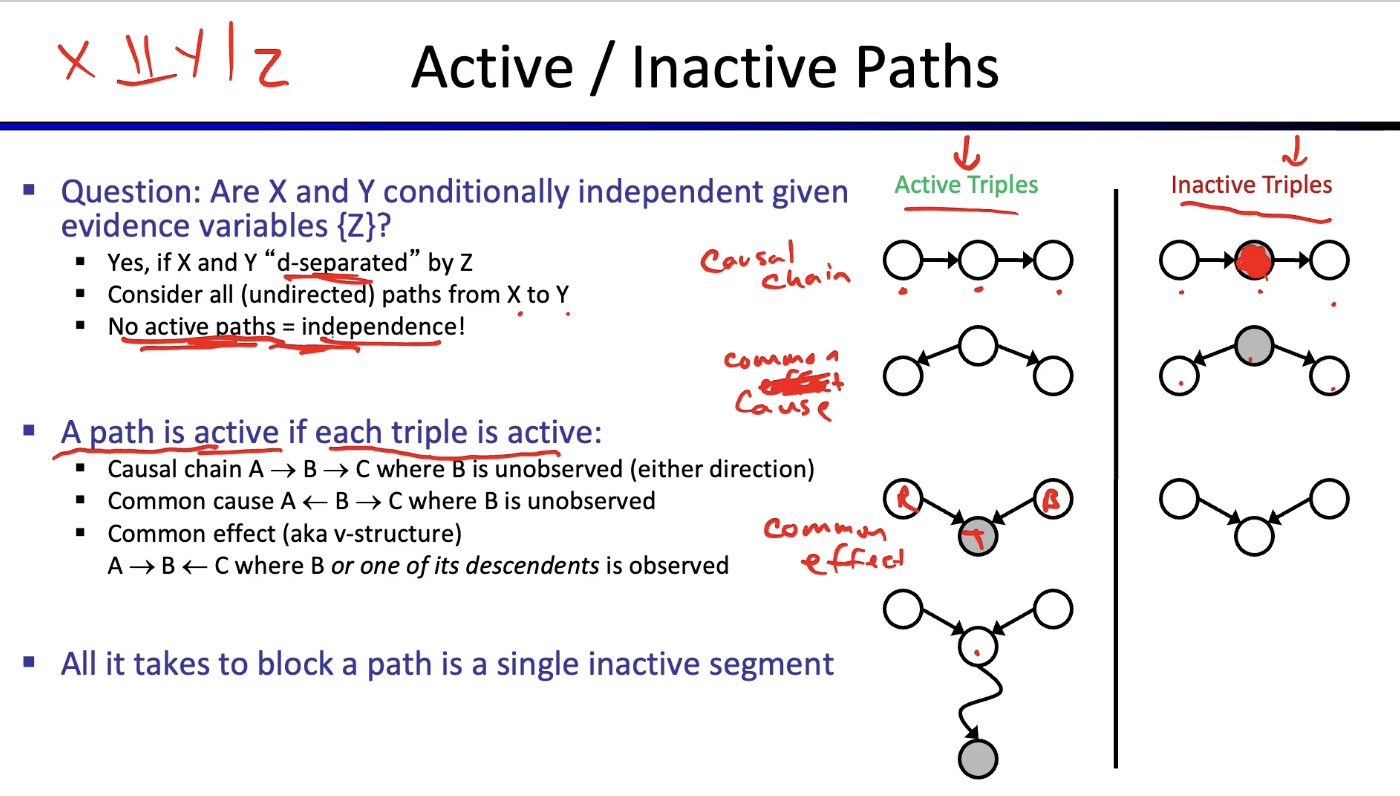 X ⫫ Y | Z
Active / Inactive Paths
▪ Question: Are X and Y conditionally independent given
evidence variables {Z}?
▪ Yes, if X and Y “d-separated” by Z
▪ Consider all (undirected) paths from X to Y
▪ No active paths = independence!
▪ A path is active if each triple is active:
▪ Causal chain A → B → C where B is unobserved (either direction)
▪ Common cause A ← B → C where B is unobserved
▪ Common effect (aka v-structure)
A → B ← C where B or one of its descendents is observed
▪ All it takes to block a path is a single inactive segment
Active Triples
Causal
chain
Common
effect
Cause
R
B
T
Common
effect
Inactive Triples